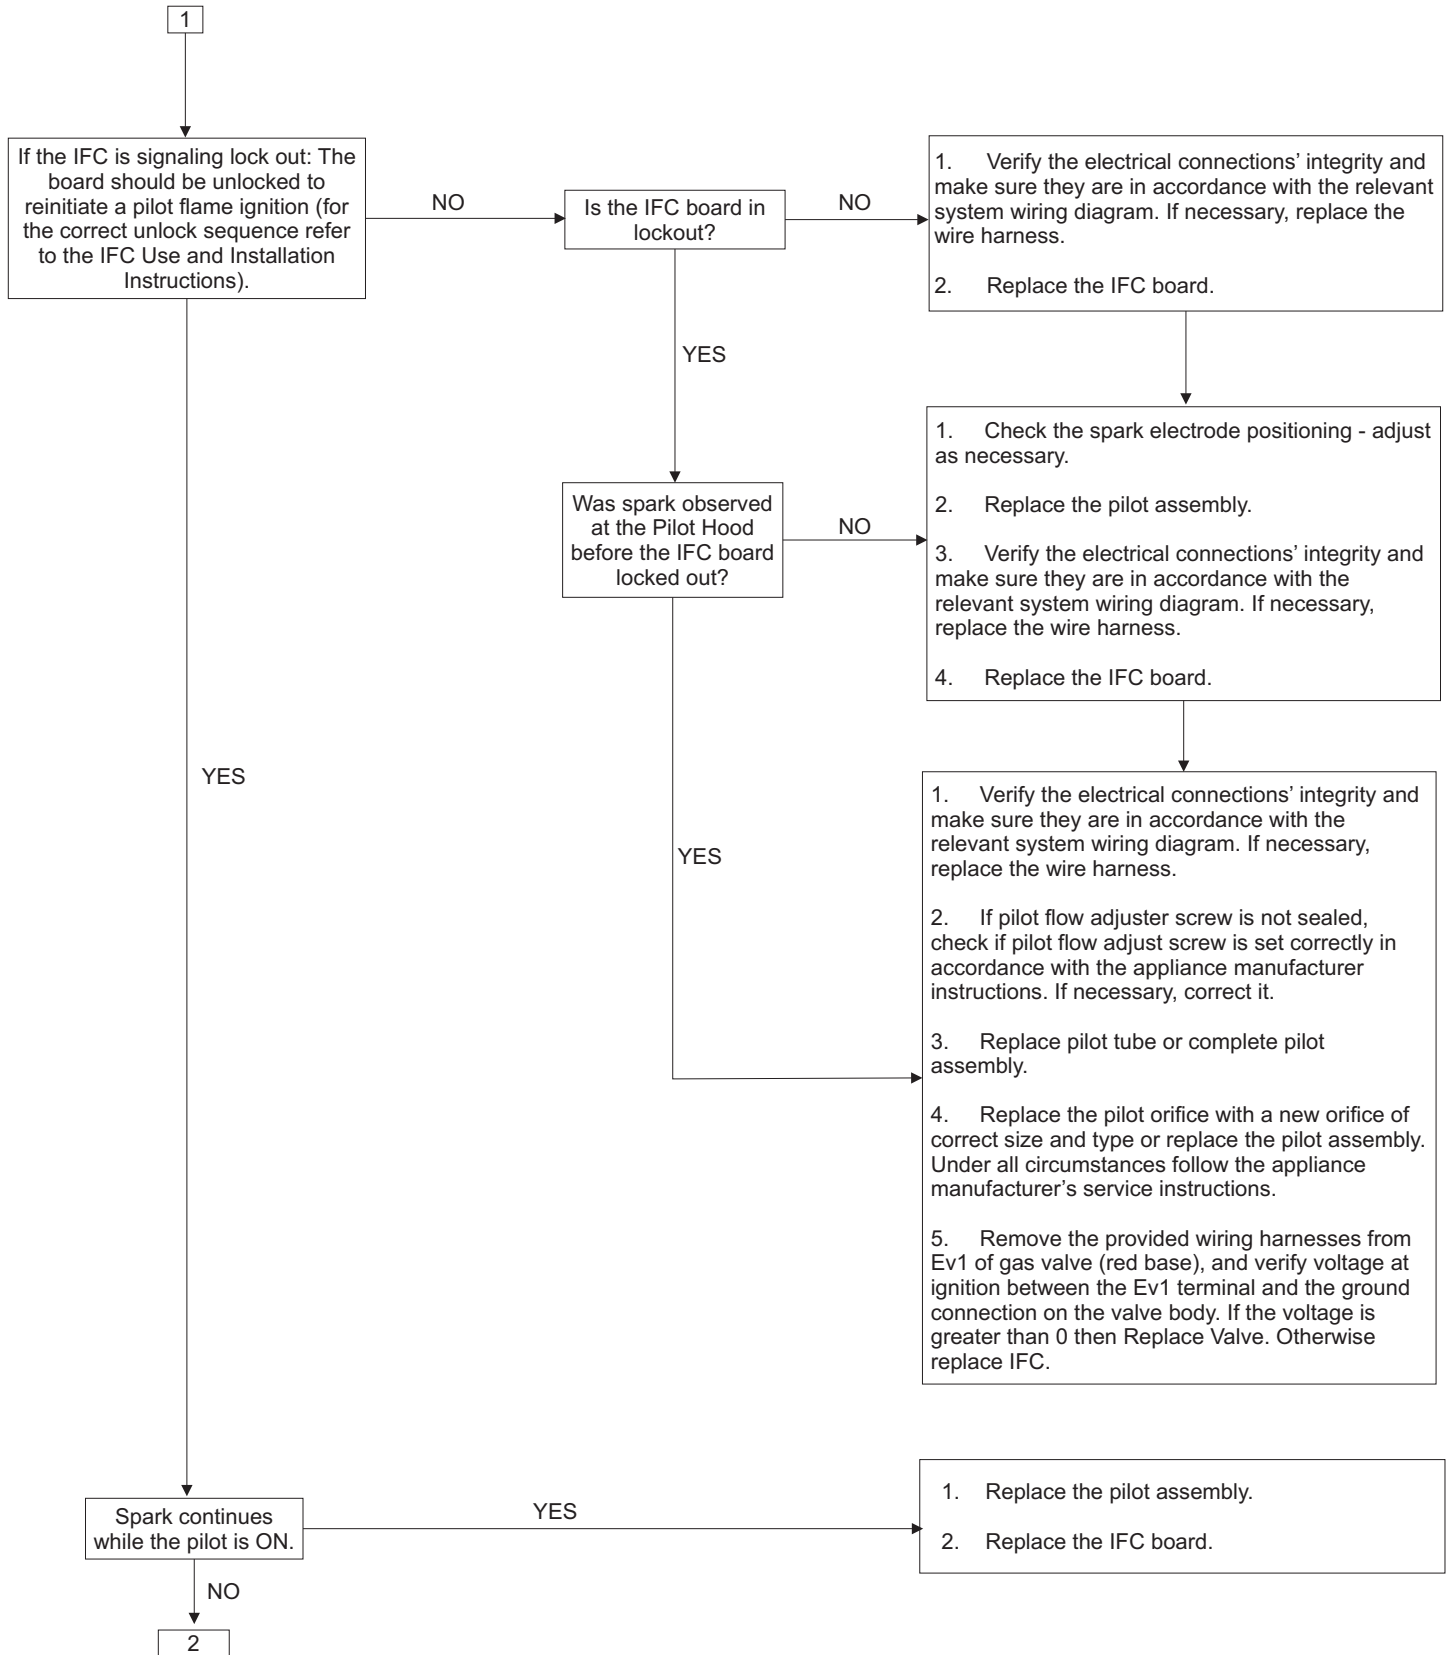 1
If the IFC is signaling lock out: The
board should be unlocked to
reinitiate a pilot flame ignition (for
the correct unlock sequence refer
to the IFC Use and Installation
Instructions).
NO
Is the IFC board in
lockout?
NO
1. Verify the electrical connections’ integrity and
make sure they are in accordance with the relevant
system wiring diagram. If necessary, replace the
wire harness.
2. Replace the IFC board.
YES
Was spark observed
at the Pilot Hood
before the IFC board
locked out?
NO
1. Check the spark electrode positioning - adjust
as necessary.
2. Replace the pilot assembly.
3. Verify the electrical connections’ integrity and
make sure they are in accordance with the
relevant system wiring diagram. If necessary,
replace the wire harness.
4. Replace the IFC board.
YES
YES
1. Verify the electrical connections’ integrity and
make sure they are in accordance with the
relevant system wiring diagram. If necessary,
replace the wire harness.
2. If pilot flow adjuster screw is not sealed,
check if pilot flow adjust screw is set correctly in
accordance with the appliance manufacturer
instructions. If necessary, correct it.
3. Replace pilot tube or complete pilot
assembly.
4. Replace the pilot orifice with a new orifice of
correct size and type or replace the pilot assembly.
Under all circumstances follow the appliance
manufacturer’s service instructions.
5. Remove the provided wiring harnesses from
Ev1 of gas valve (red base), and verify voltage at
ignition between the Ev1 terminal and the ground
connection on the valve body. If the voltage is
greater than 0 then Replace Valve. Otherwise
replace IFC.
Spark continues
while the pilot is ON.
YES
1. Replace the pilot assembly.
2. Replace the IFC board.
NO
2